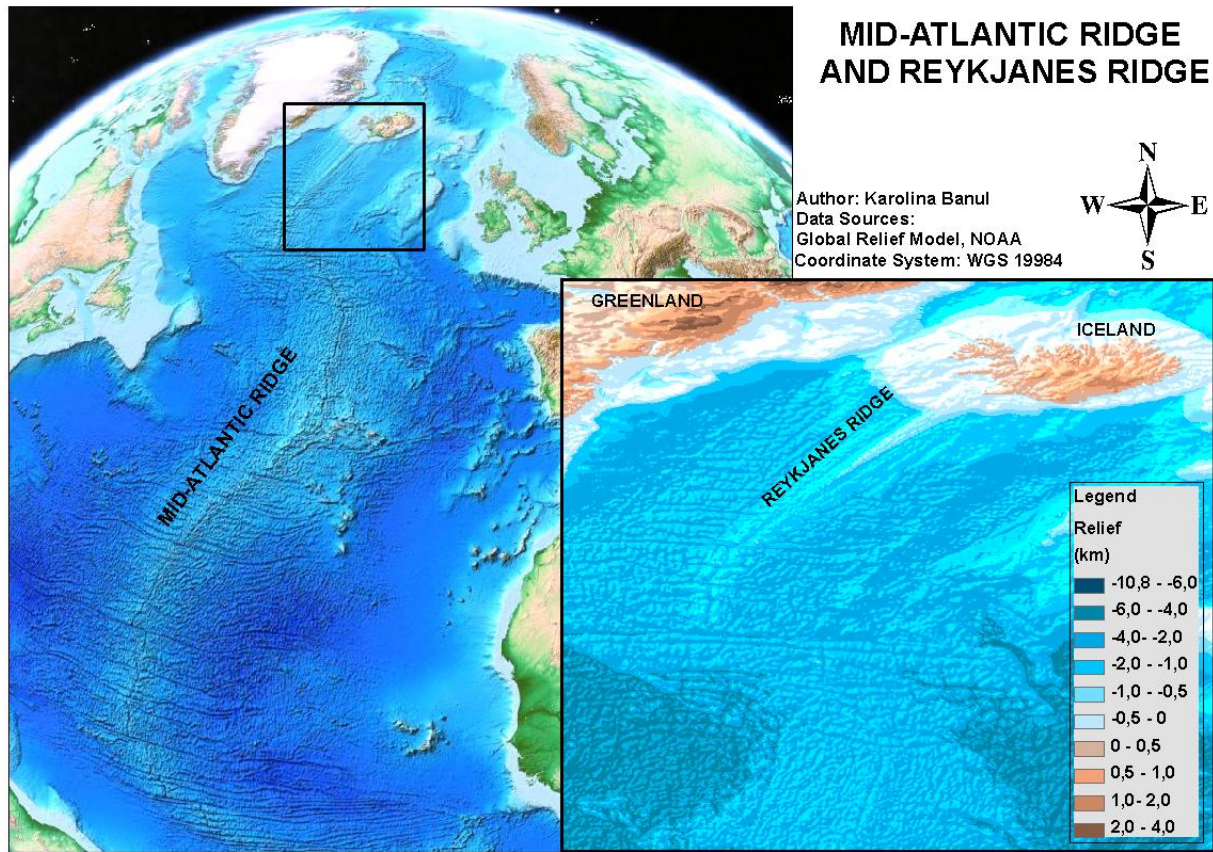 MID-ATLANTIC RIDGE
AND REYKJANES RIDGE
Author: Karolina Banul
Data Sources:
Global Relief Model, NOAA
Coordinate System: WGS 19984
N
W E
S
MID-ATLANTIC RIDGE
GREENLAND
ICELAND
REYKJANES RIDGE
Legend
Relief
(km)
-10,8 - -6,0
-6,0 - -4,0
-4,0- -2,0
-2,0 - -1,0
-1,0 - -0,5
-0,5 - 0
0 - 0,5
0,5 - 1,0
1,0- 2,0
2,0 - 4,0